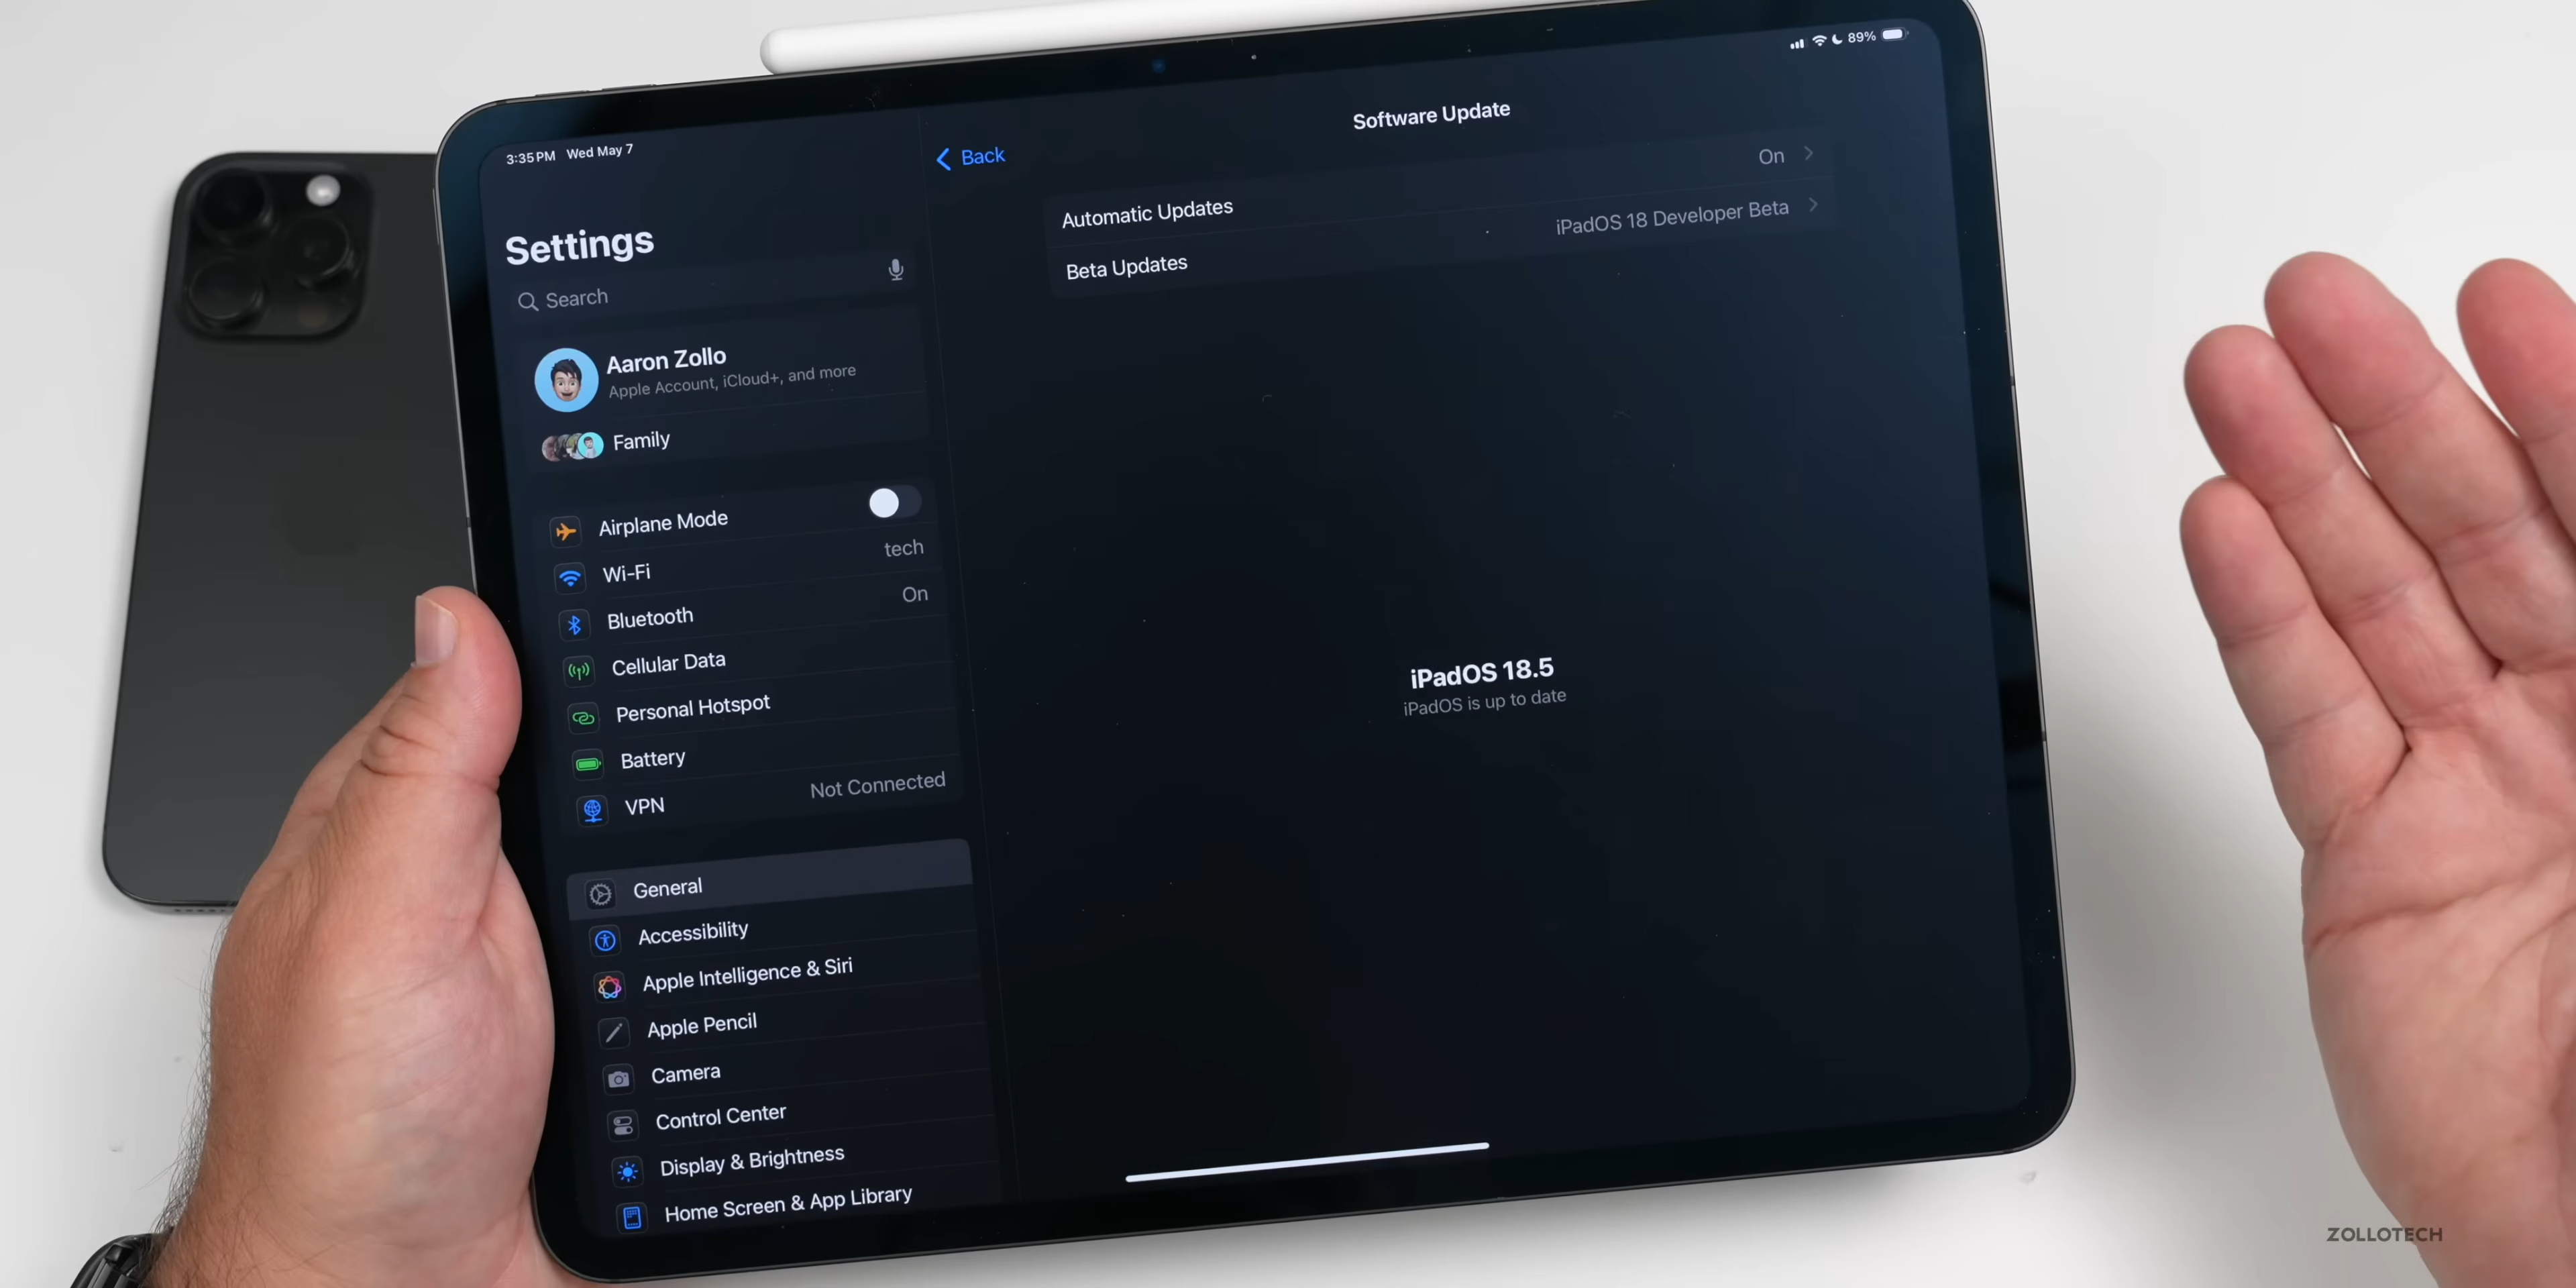 3:35 PM Wed May 7
89%
Settings
Search
Aaron Zollo
Apple Account, iCloud+, and more
Family
Airplane Mode
Wi-Fi tech
Bluetooth On
Cellular Data
Personal Hotspot
Battery
VPN Not Connected
General
Accessibility
Apple Intelligence & Siri
Apple Pencil
Camera
Control Center
Display & Brightness
Home Screen & App Library
Back
Software Update
Automatic Updates On
Beta Updates iPadOS 18 Developer Beta
iPadOS 18.5
iPadOS is up to date
ZOLLOTECH